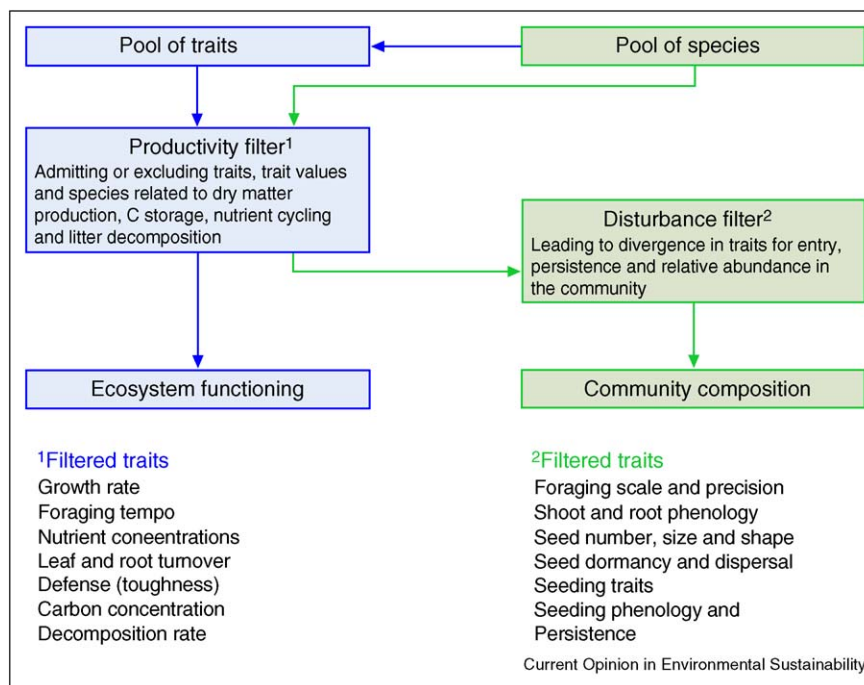 Pool of traits
Pool of species
Productivity filter1
Admitting or excluding traits, trait values
and species related to dry matter
production, C storage, nutrient cycling
and litter decomposition
Disturbance filter2
Leading to divergence in traits for entry,
persistence and relative abundance in
the community
Ecosystem functioning
Community composition
1Filtered traits
Growth rate
Foraging tempo
Nutrient coneentrations
Leaf and root turnover
Defense (toughness)
Carbon concentration
Decomposition rate
2Filtered traits
Foraging scale and precision
Shoot and root phenology
Seed number, size and shape
Seed dormancy and dispersal
Seeding traits
Seeding phenology and
Persistence
Current Opinion in Environmental Sustainability